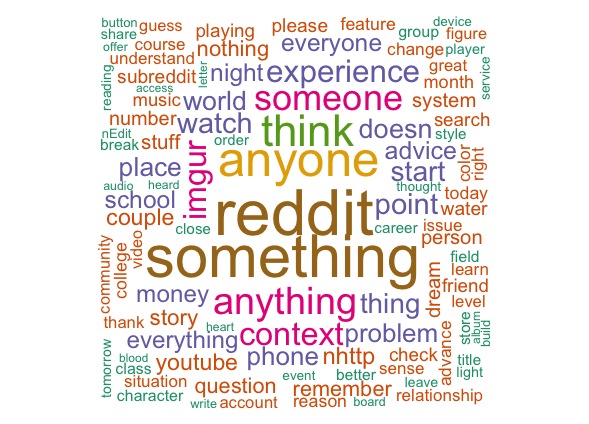 button
guess
playing
please
feature
device
share
group
figure
offer
course
nothing
everyone
change
player
understand
subreddit
night
experience
great
service
reading
access
letter
month
music
world
someone
system
number
watch
think
doesn
search
nEdit
break
stuff
order
style
anyone
advice
color
right
place
imgur
start
audio
heard
thought
today
school
reddit
point
water
couple
close
career
issue
person
community
college
video
something
field
learn
friend
level
money
anything
thing
dream
thank
story
heart
context
problem
store
album
build
everything
tomorrow
blood
class
youtube
phone
nhttp
check
sense
advance
title
light
situation
question
event
better
remember
leave
character
write
account
reason
board
relationship